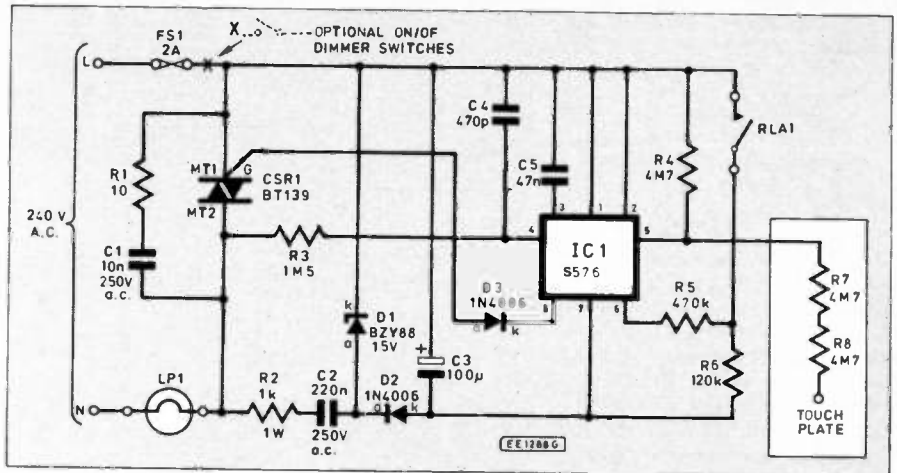 X
OPTIONAL ON/OF
DIMMER SWITCHES
FS1
2A
L
240 V
A.C.
R1
10
C1
10n
250V
a.c.
MT1
G
MT2
CSR1
BT139
R3
1M5
C4
470p
C5
47n
3
1
2
4
5
IC1
S576
8
7
6
R4
4M7
RLA1
R5
470k
R6
120k
R7
4M7
R8
4M7
TOUCH
PLATE
D3
1N4006
a
k
k
D1
BZY88
15V
a
+
C3
100µ
N
LP1
R2
1k
1W
C2
220n
250V
a.c.
D2
1N4006
a
k
EE1288G